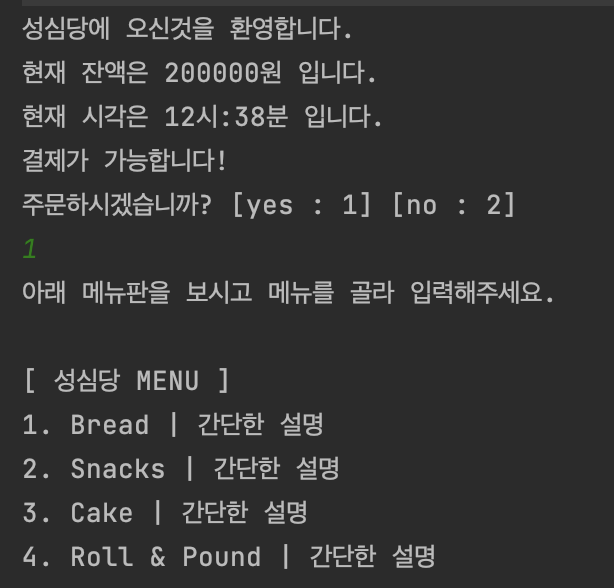 성심당에 오신것을 환영합니다.
현재 잔액은 200000원 입니다.
현재 시각은 12시:38분 입니다.
결제가 가능합니다!
주문하시겠습니까? [yes : 1] [no : 2]
1
아래 메뉴판을 보시고 메뉴를 골라 입력해주세요.
[ 성심당 MENU ]
1. Bread | 간단한 설명
2. Snacks | 간단한 설명
3. Cake | 간단한 설명
4. Roll & Pound | 간단한 설명